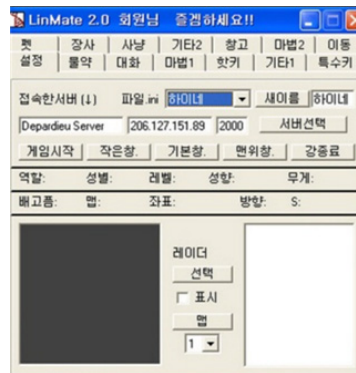 LinMate 2.0 회원님 즐겜하세요!!
펫 장사 사냥 기타2 창고 마법2 이동
설정 물약 대화 마법1 핫키 기타1 특수키
접속한서버 (↓) 파일.ini 하이네 새이름 하이네
Depardieu Server 206.127.151.89 2000 서버선택
게임시작 작은창. 기본창. 맨위창. 강종료
역할: 성별: 레벨: 성향: 무게:
배고픔: 맵: 좌표: 방향: S:
레이더
선택
표시
맵
1